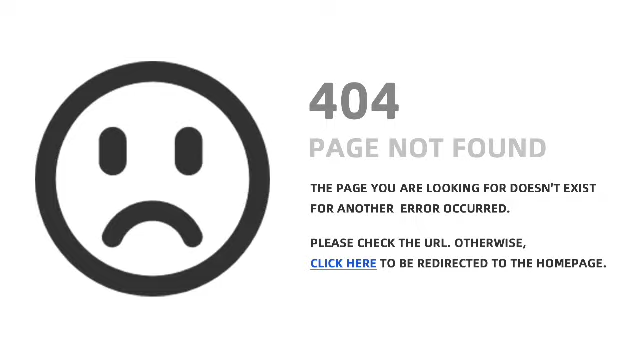 404
PAGE NOT FOUND
THE PAGE YOU ARE LOOKING FOR DOESN'T EXIST
FOR ANOTHER ERROR OCCURRED.
PLEASE CHECK THE URL. OTHERWISE,
CLICK HERE TO BE REDIRECTED TO THE HOMEPAGE.